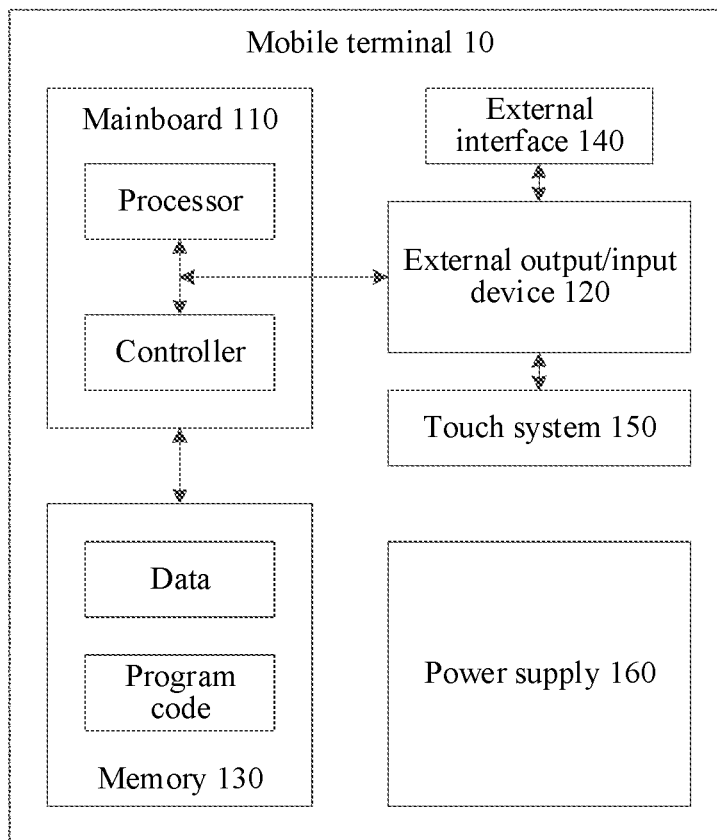 Mobile terminal 10
Mainboard 110
Processor
Controller
External
interface 140
External output/input
device 120
Touch system 150
Data
Program
code
Memory 130
Power supply 160